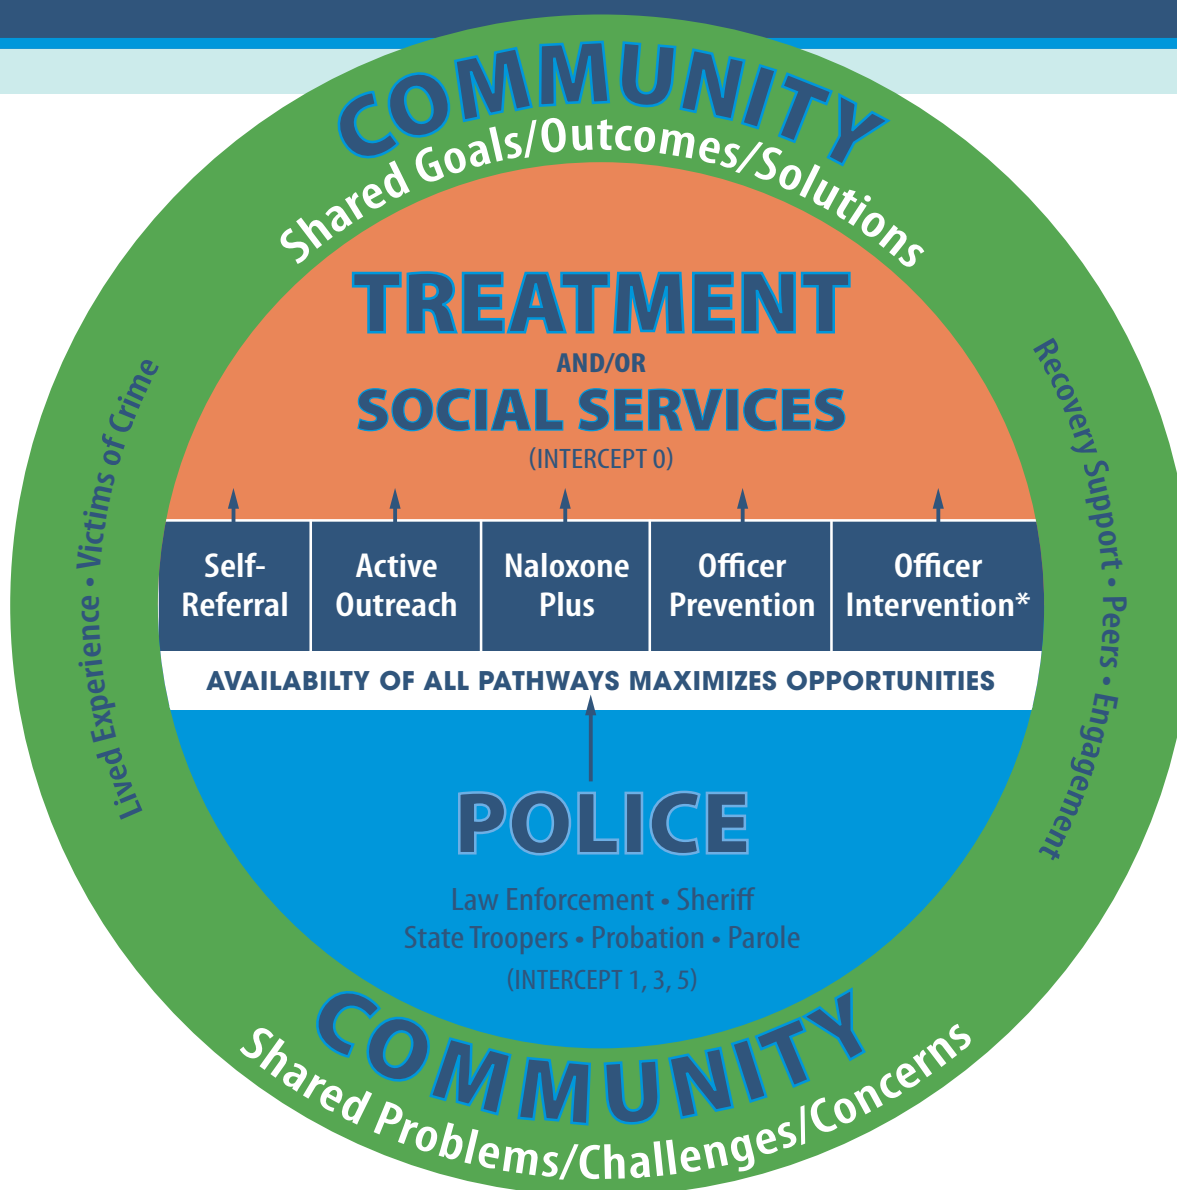 COMMUNITY
Shared Goals/Outcomes/Solutions
TREATMENT
AND/OR
SOCIAL SERVICES
(INTERCEPT 0)
Lived Experience • Victims of Crime
Recovery Support • Peers • Engagement
Self-
Referral
Active
Outreach
Naloxone
Plus
Officer
Prevention
Officer
Intervention*
AVAILABILTY OF ALL PATHWAYS MAXIMIZES OPPORTUNITIES
POLICE
Law Enforcement • Sheriff
State Troopers • Probation • Parole
(INTERCEPT 1, 3, 5)
COMMUNITY
Shared Problems/Challenges/Concerns